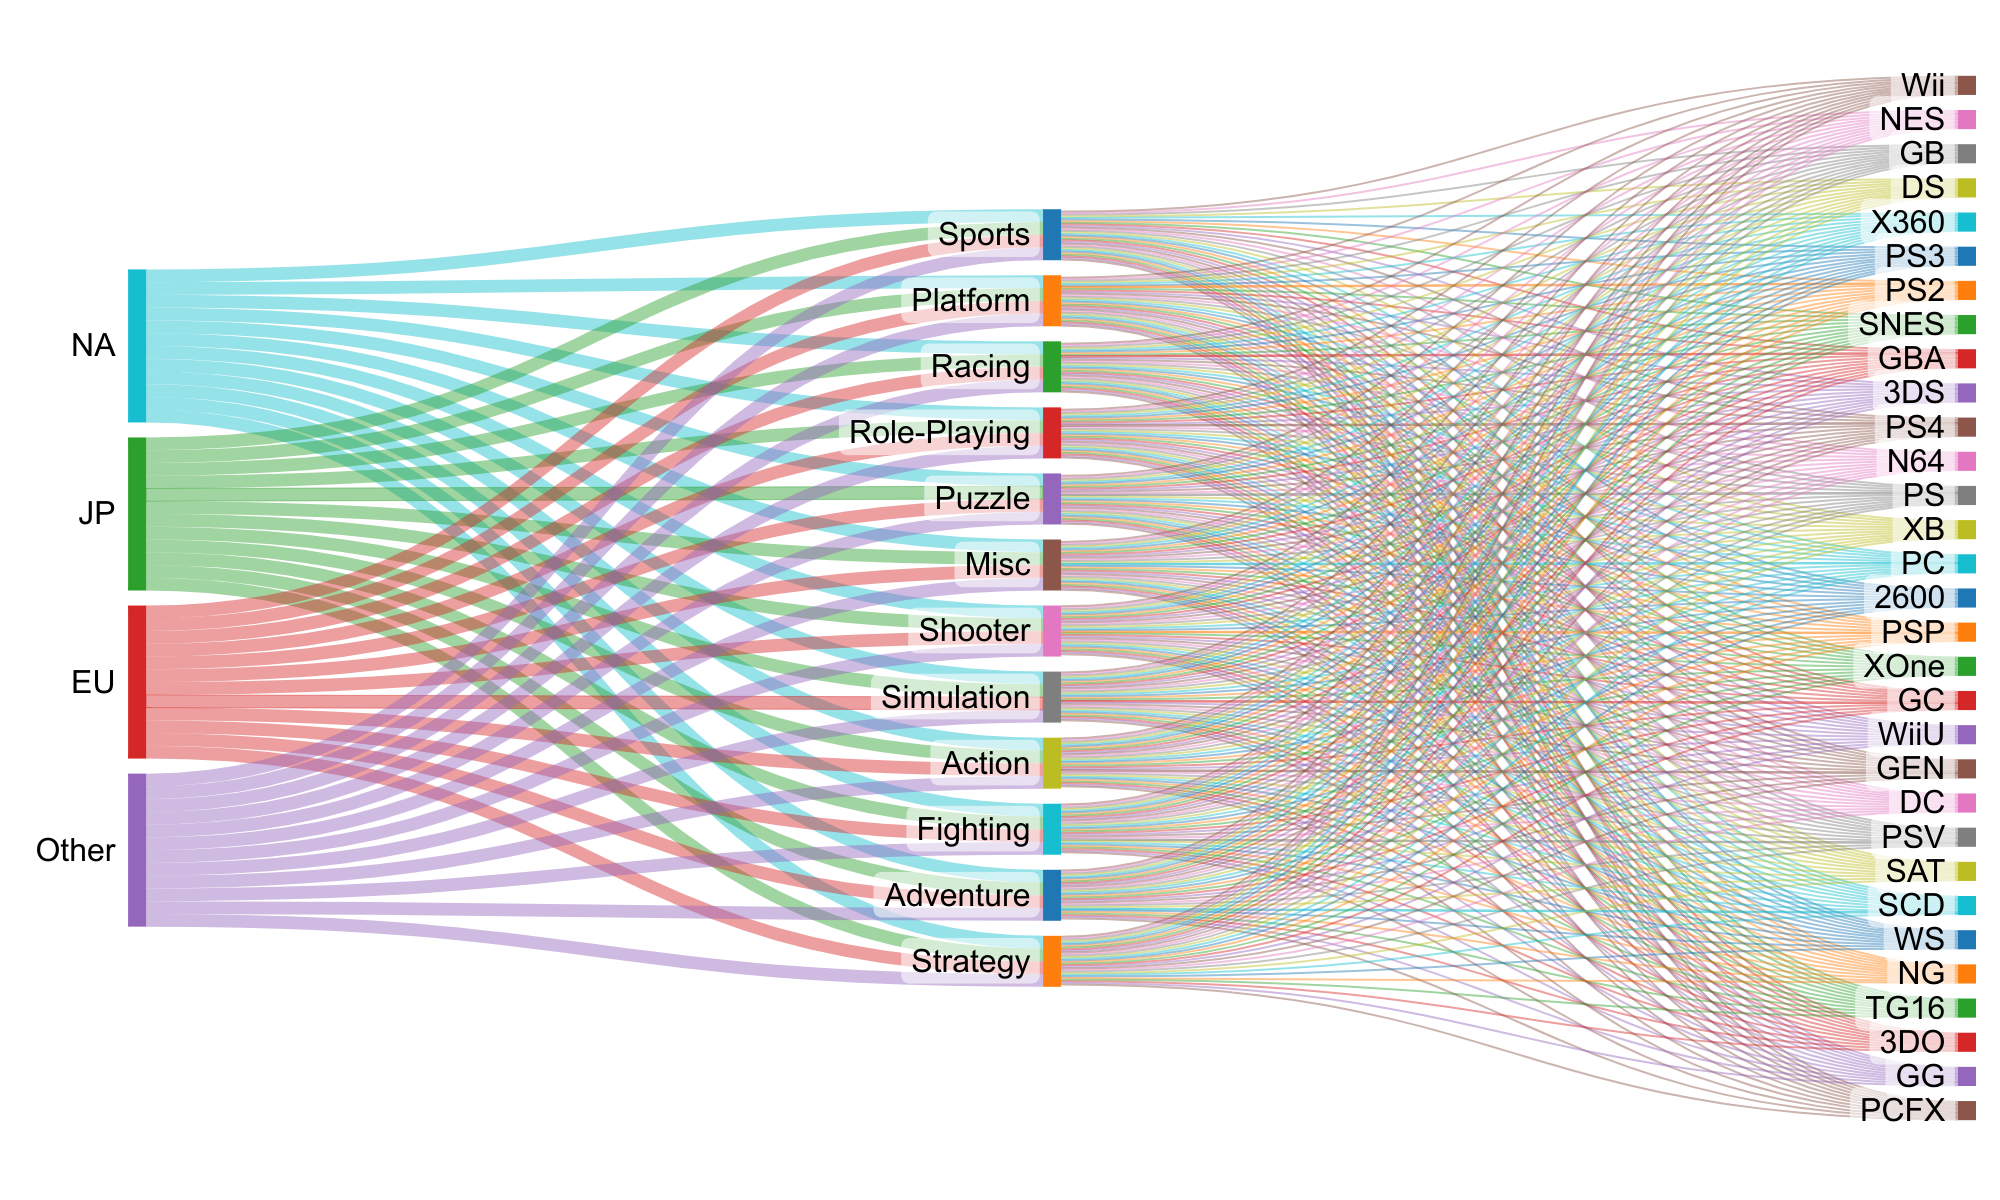 NA
JP
EU
Other
Sports
Platform
Racing
Role-Playing
Puzzle
Misc
Shooter
Simulation
Action
Fighting
Adventure
Strategy
Wii
NES
GB
DS
X360
PS3
PS2
SNES
GBA
3DS
PS4
N64
PS
XB
PC
2600
PSP
XOne
GC
WiiU
GEN
DC
PSV
SAT
SCD
WS
NG
TG16
3DO
GG
PCFX